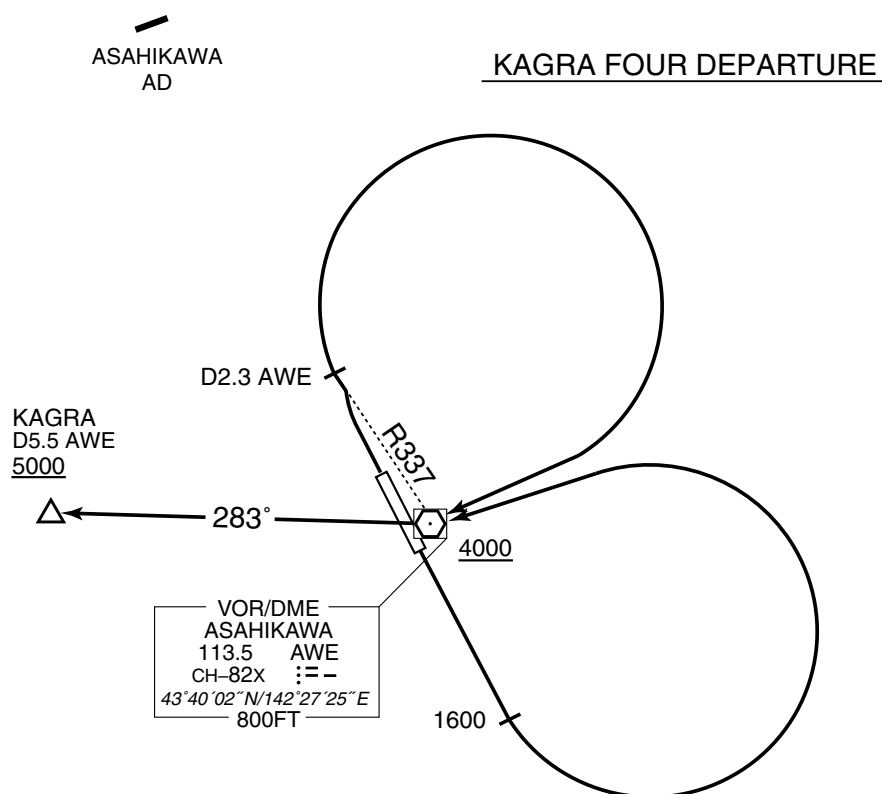 ASAHIKAWA
AD
KAGRA FOUR DEPARTURE
D2.3 AWE
R337
KAGRA
D5.5 AWE
5000
283°
4000
VOR/DME
ASAHIKAWA
113.5 AWE
CH–82X
43°40′02″N/142°27′25″E
800FT
1600